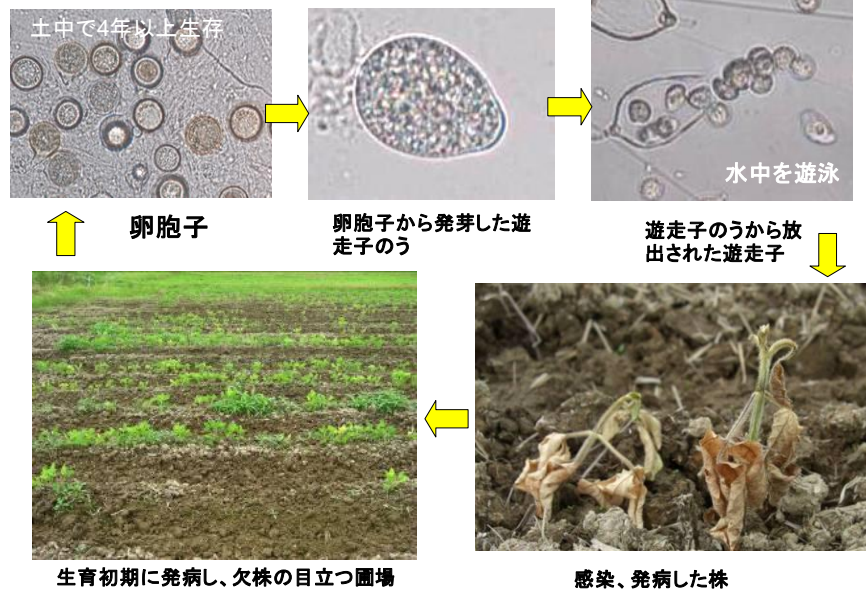 土中で4年以上生存
卵胞子
卵胞子から発芽した遊
走子のう
水中を遊泳
遊走子のうから放
出された遊走子
生育初期に発病し、欠株の目立つ圃場
感染、発病した株